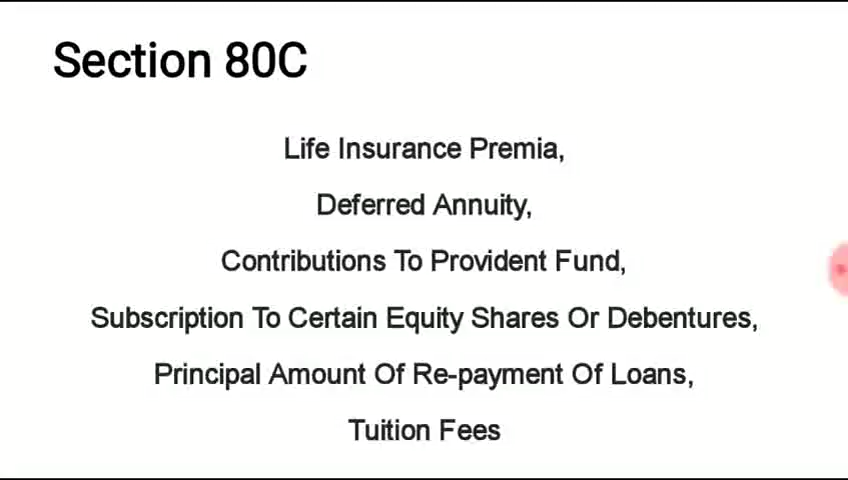 Section 80C
Life Insurance Premia,
Deferred Annuity,
Contributions To Provident Fund,
Subscription To Certain Equity Shares Or Debentures,
Principal Amount Of Re-payment Of Loans,
Tuition Fees